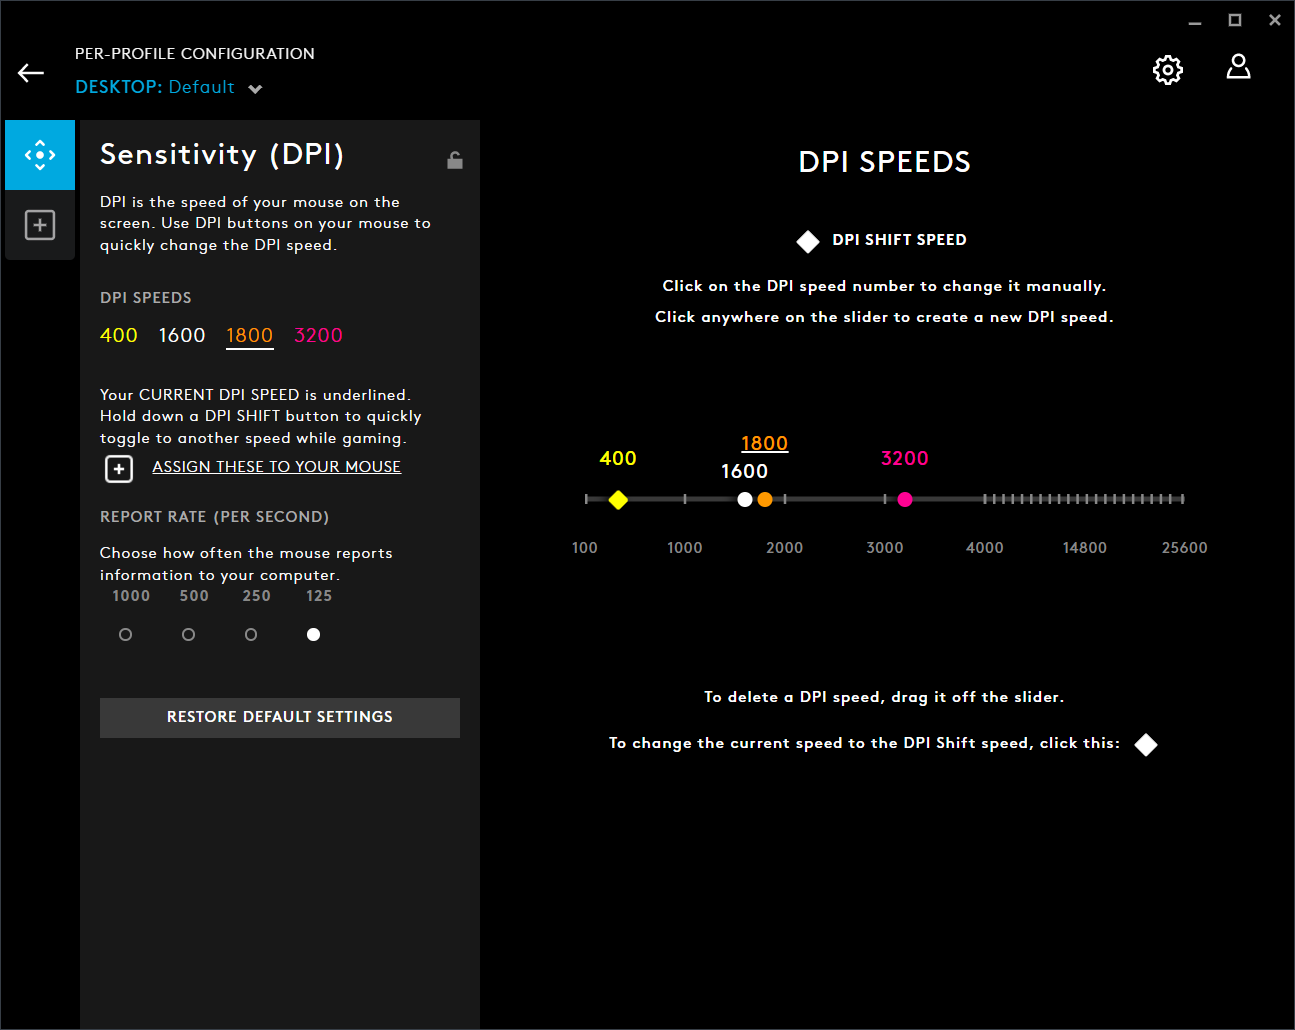 PER-PROFILE CONFIGURATION
DESKTOP: Default
Sensitivity (DPI)
DPI is the speed of your mouse on the
screen. Use DPI buttons on your mouse to
quickly change the DPI speed.
DPI SPEEDS
400 1600 1800 3200
Your CURRENT DPI SPEED is underlined.
Hold down a DPI SHIFT button to quickly
toggle to another speed while gaming.
ASSIGN THESE TO YOUR MOUSE
REPORT RATE (PER SECOND)
Choose how often the mouse reports
information to your computer.
1000 500 250 125
RESTORE DEFAULT SETTINGS
DPI SPEEDS
DPI SHIFT SPEED
Click on the DPI speed number to change it manually.
Click anywhere on the slider to create a new DPI speed.
1800
400 3200
1600
100 1000 2000 3000 4000 14800 25600
To delete a DPI speed, drag it off the slider.
To change the current speed to the DPI Shift speed, click this: